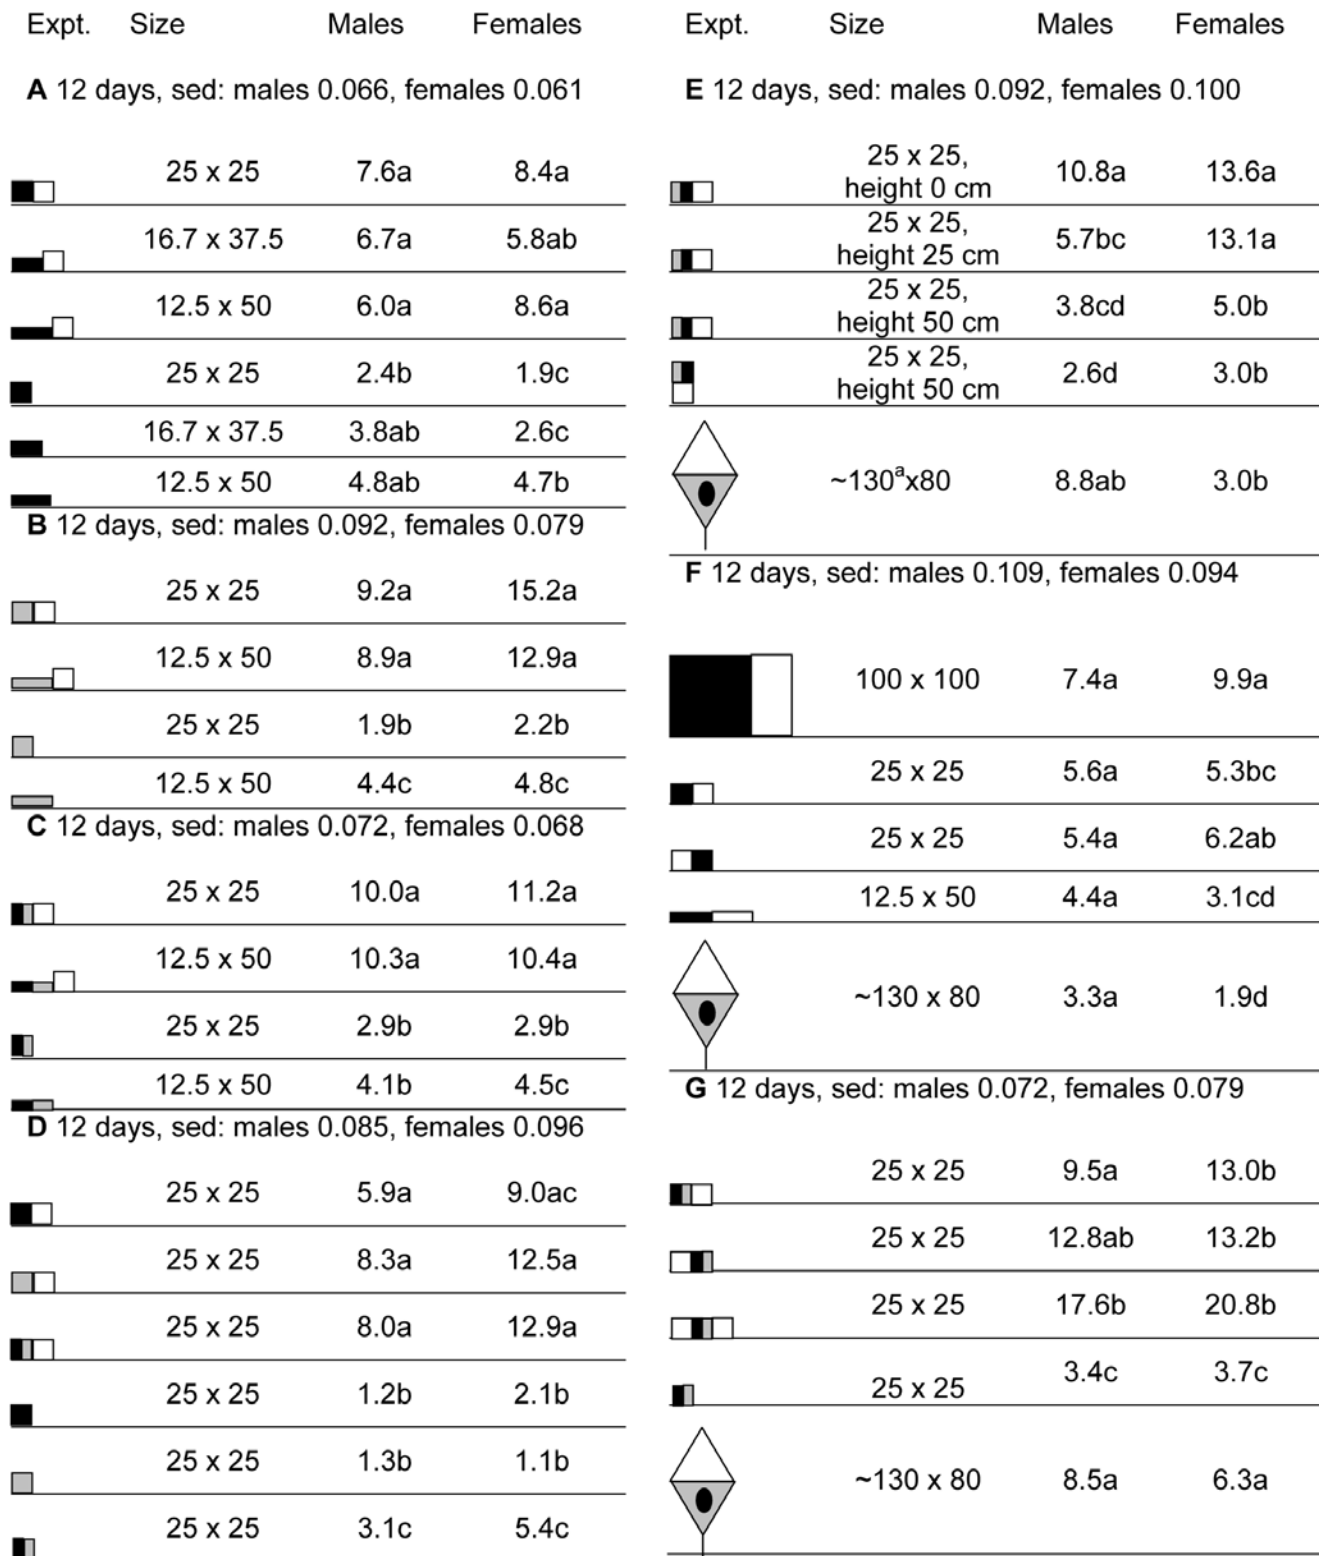 Expt. Size Males Females
A 12 days, sed: males 0.066, females 0.061
25 x 25 7.6a 8.4a
16.7 x 37.5 6.7a 5.8ab
12.5 x 50 6.0a 8.6a
25 x 25 2.4b 1.9c
16.7 x 37.5 3.8ab 2.6c
12.5 x 50 4.8ab 4.7b
B 12 days, sed: males 0.092, females 0.079
25 x 25 9.2a 15.2a
12.5 x 50 8.9a 12.9a
25 x 25 1.9b 2.2b
12.5 x 50 4.4c 4.8c
C 12 days, sed: males 0.072, females 0.068
25 x 25 10.0a 11.2a
12.5 x 50 10.3a 10.4a
25 x 25 2.9b 2.9b
12.5 x 50 4.1b 4.5c
D 12 days, sed: males 0.085, females 0.096
25 x 25 5.9a 9.0ac
25 x 25 8.3a 12.5a
25 x 25 8.0a 12.9a
25 x 25 1.2b 2.1b
25 x 25 1.3b 1.1b
25 x 25 3.1c 5.4c
Expt. Size Males Females
E 12 days, sed: males 0.092, females 0.100
25 x 25,
height 0 cm 10.8a 13.6a
25 x 25,
height 25 cm 5.7bc 13.1a
25 x 25,
height 50 cm 3.8cd 5.0b
25 x 25,
height 50 cm 2.6d 3.0b
~130ᵃx80 8.8ab 3.0b
F 12 days, sed: males 0.109, females 0.094
100 x 100 7.4a 9.9a
25 x 25 5.6a 5.3bc
25 x 25 5.4a 6.2ab
12.5 x 50 4.4a 3.1cd
~130 x 80 3.3a 1.9d
G 12 days, sed: males 0.072, females 0.079
25 x 25 9.5a 13.0b
25 x 25 12.8ab 13.2b
25 x 25 17.6b 20.8b
25 x 25 3.4c 3.7c
~130 x 80 8.5a 6.3a